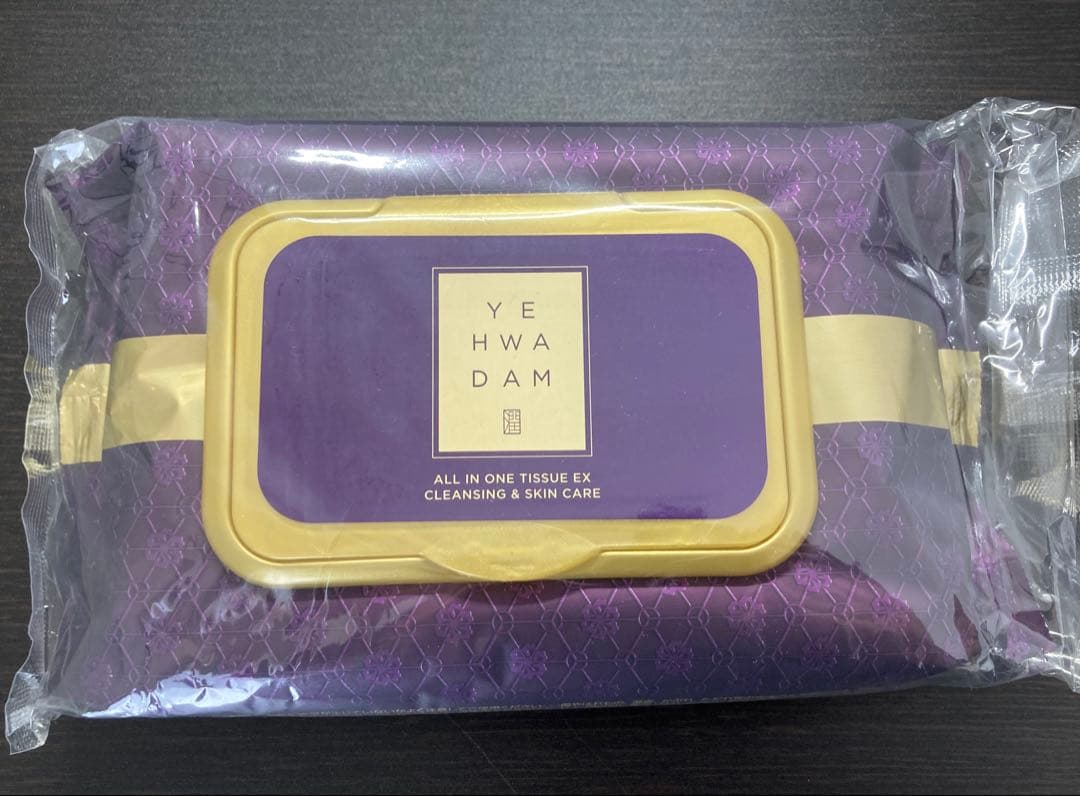 YE
HWA
DAM
ALL IN ONE TISSUE EX
CLEANSING & SKIN CARE